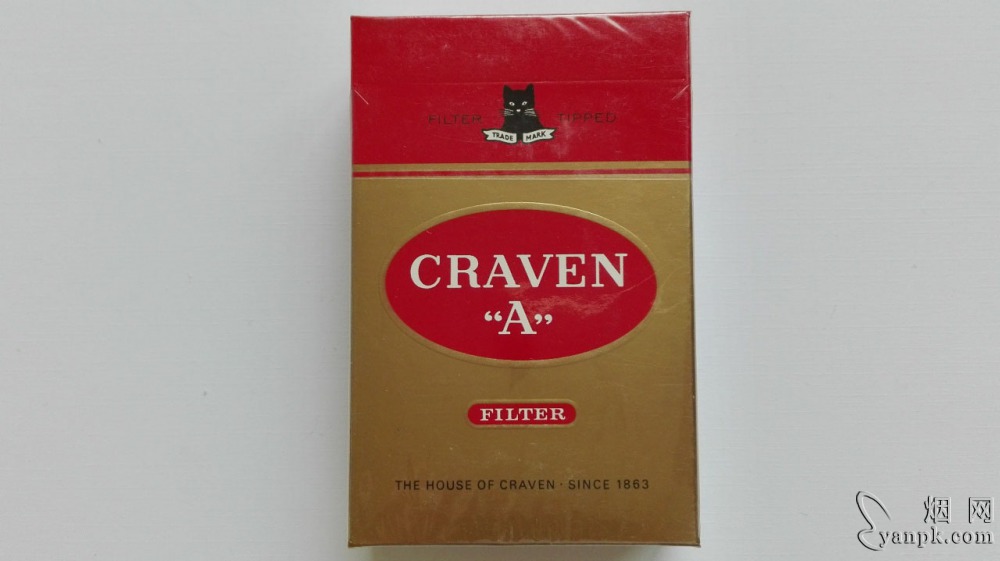 FILTER TIPPED
TRADE MARK
CRAVEN
“A”
FILTER
THE HOUSE OF CRAVEN · SINCE 1863
烟网
yanpk.com